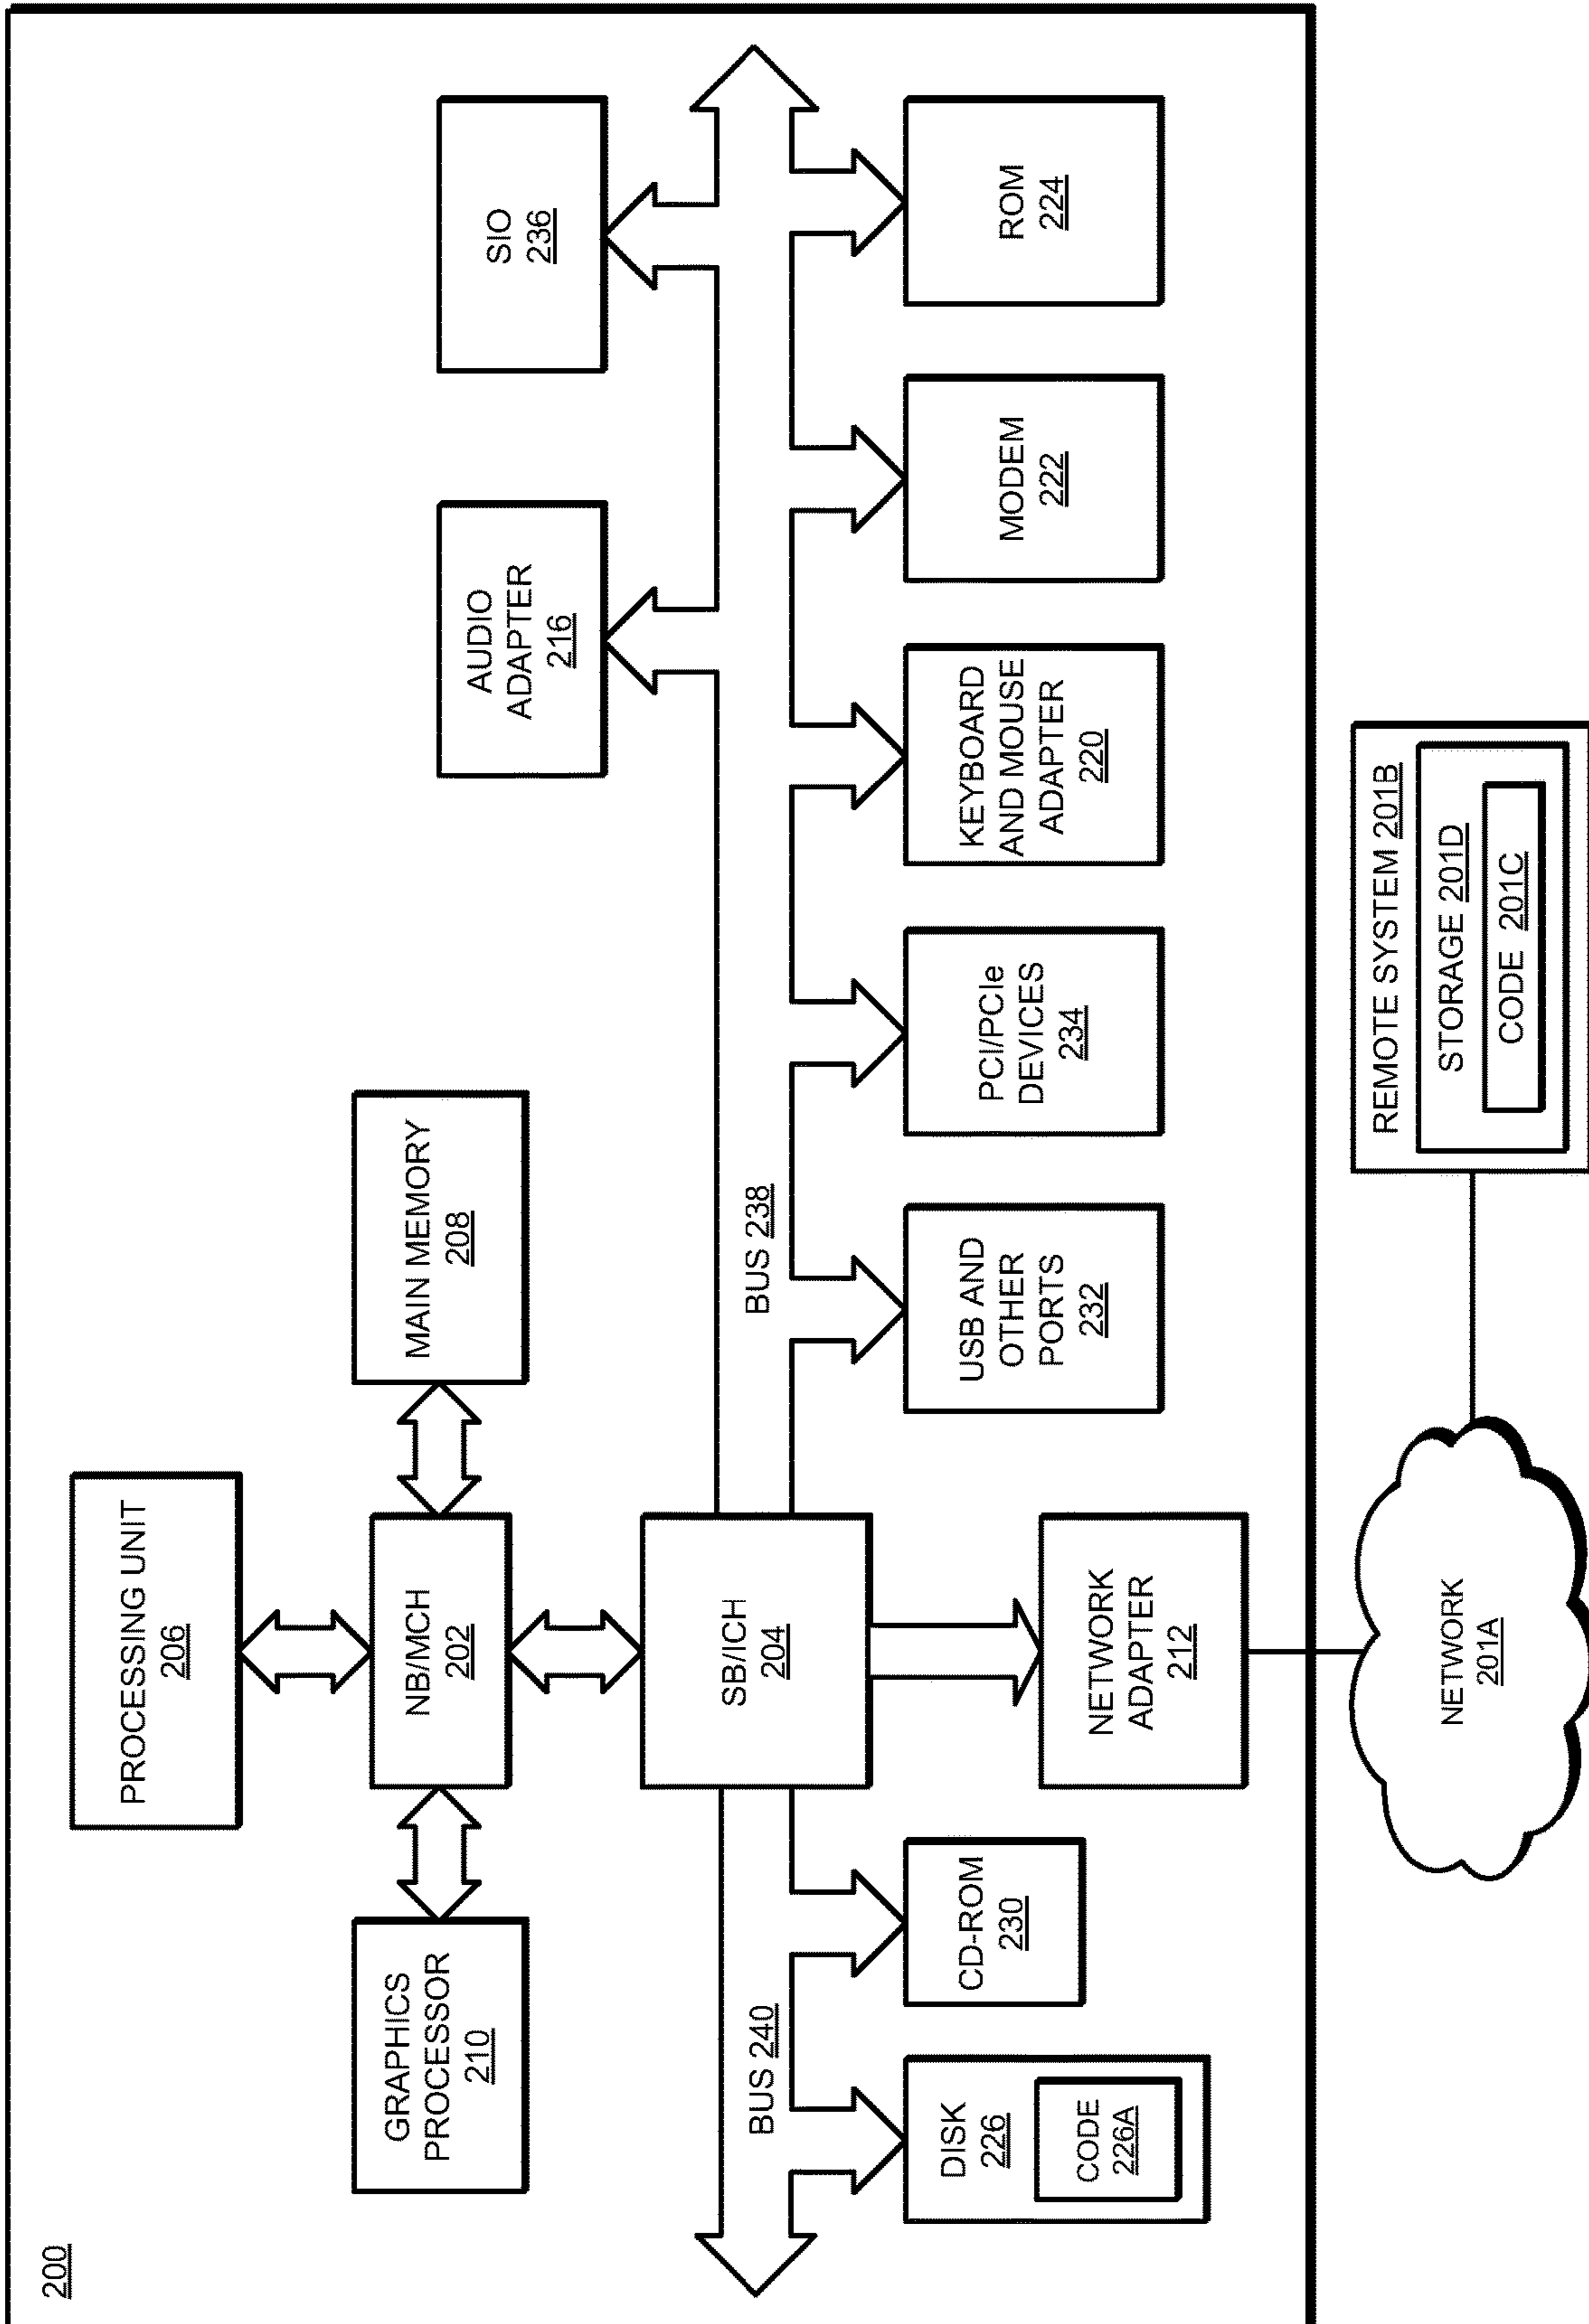 200
PROCESSING UNIT
206
GRAPHICS
PROCESSOR
210
NB/MCH
202
MAIN MEMORY
208
AUDIO
ADAPTER
216
SIO
236
SB/ICH
204
BUS 240
BUS 238
DISK
226
CODE
226A
CD-ROM
230
NETWORK
ADAPTER
212
USB AND
OTHER
PORTS
232
PCI/PCIe
DEVICES
234
KEYBOARD
AND MOUSE
ADAPTER
220
MODEM
222
ROM
224
NETWORK
201A
REMOTE SYSTEM 201B
STORAGE 201D
CODE 201C